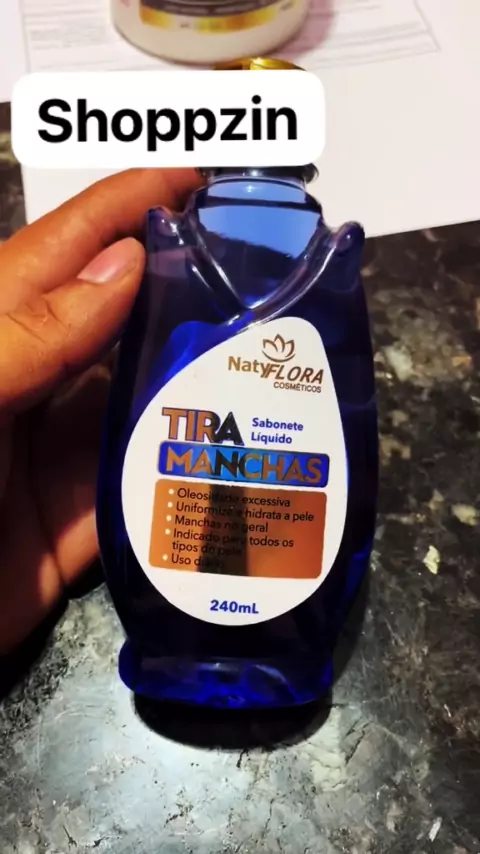 Shoppzin
NatyFLORA
COSMÉTICOS
TIRA
Sabonete
Líquido
MANCHAS
• Oleosidade excessiva
• Uniformiza e hidrata a pele
• Manchas no geral
• Indicado para todos os
tipos de pele
• Uso diário
240mL